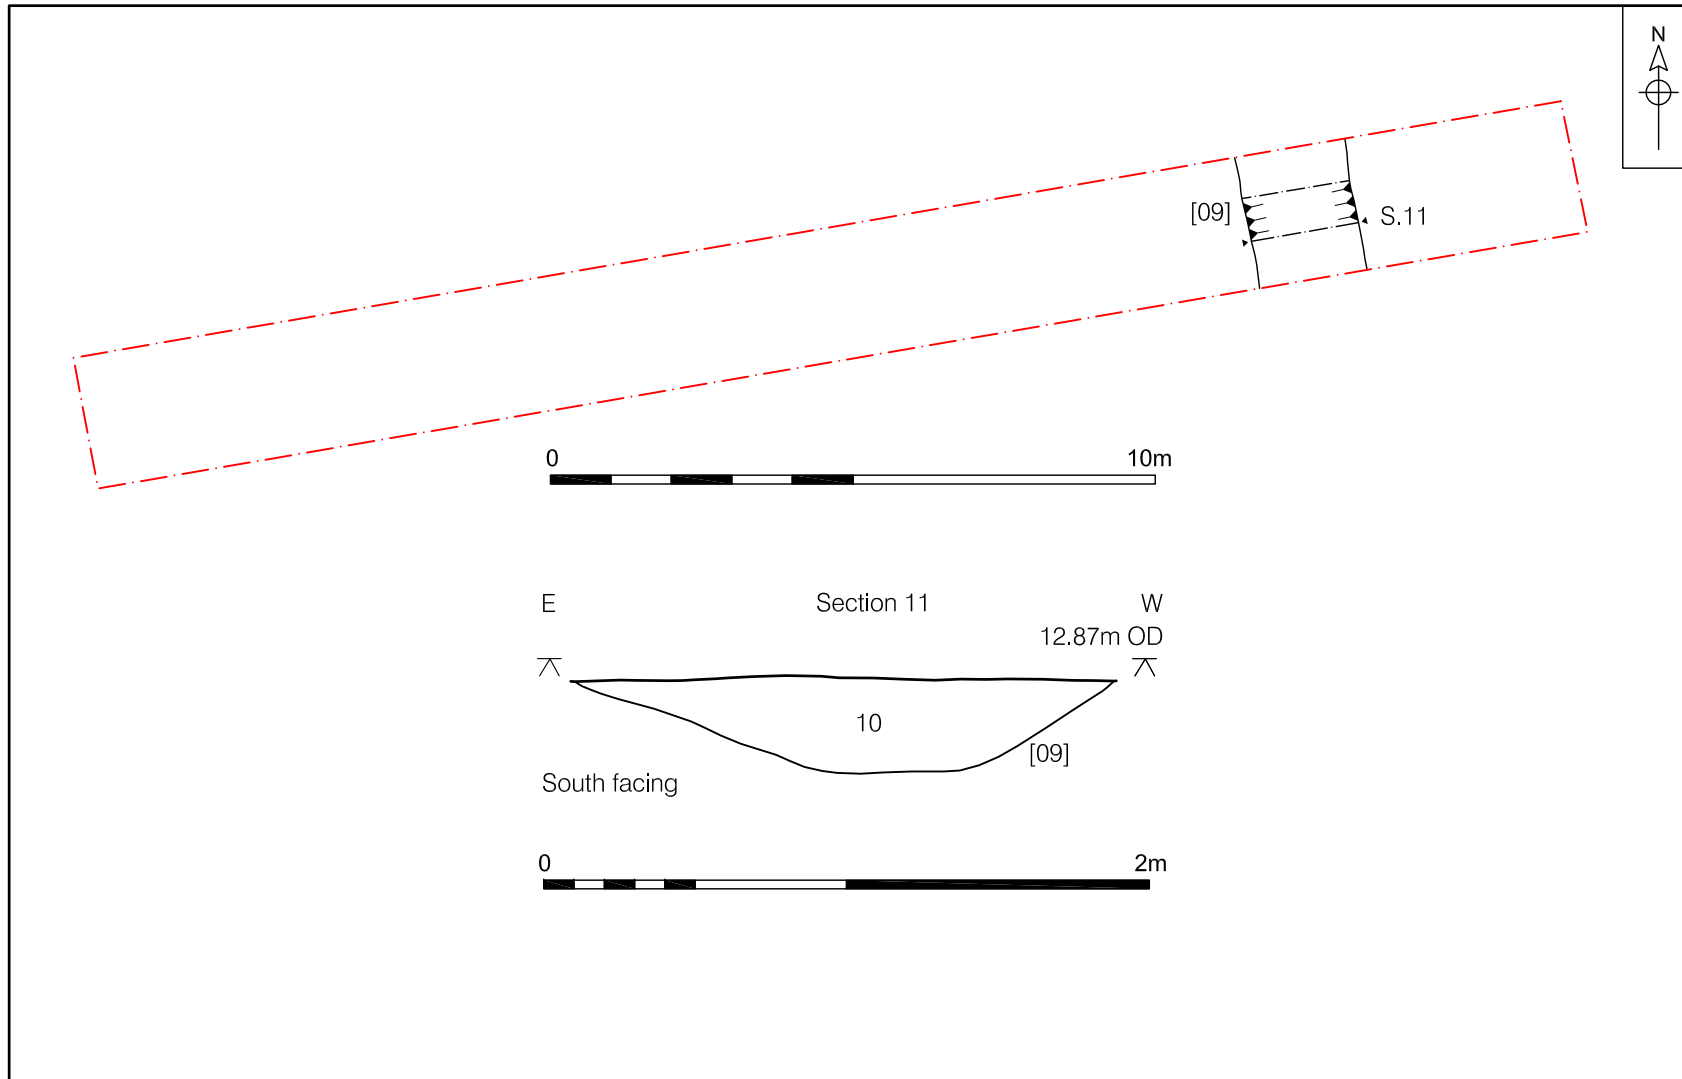 N
[09]
S.11
0 10m
E Section 11 W
12.87m OD
10
[09]
South facing
0 2m